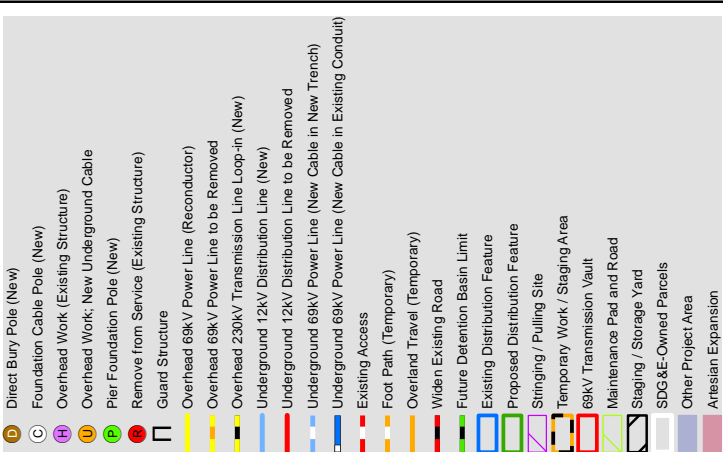 D Direct Bury Pole (New)
C Foundation Cable Pole (New)
H Overhead Work (Existing Structure)
U Overhead Work; New Underground Cable
P Pier Foundation Pole (New)
R Remove from Service (Existing Structure)
Guard Structure
Overhead 69kV Power Line (Reconductor)
Overhead 69kV Power Line to be Removed
Overhead 230kV Transmission Line Loop-in (New)
Underground 12kV Distribution Line (New)
Underground 12kV Distribution Line to be Removed
Underground 69kV Power Line (New Cable in New Trench)
Underground 69kV Power Line (New Cable in Existing Conduit)
Existing Access
Foot Path (Temporary)
Overland Travel (Temporary)
Widen Existing Road
Future Detention Basin Limit
Existing Distribution Feature
Proposed Distribution Feature
Stringing / Pulling Site
Temporary Work / Staging Area
69kV Transmission Vault
Maintenance Pad and Road
Staging / Storage Yard
SDG&E-Owned Parcels
Other Project Area
Artesian Expansion